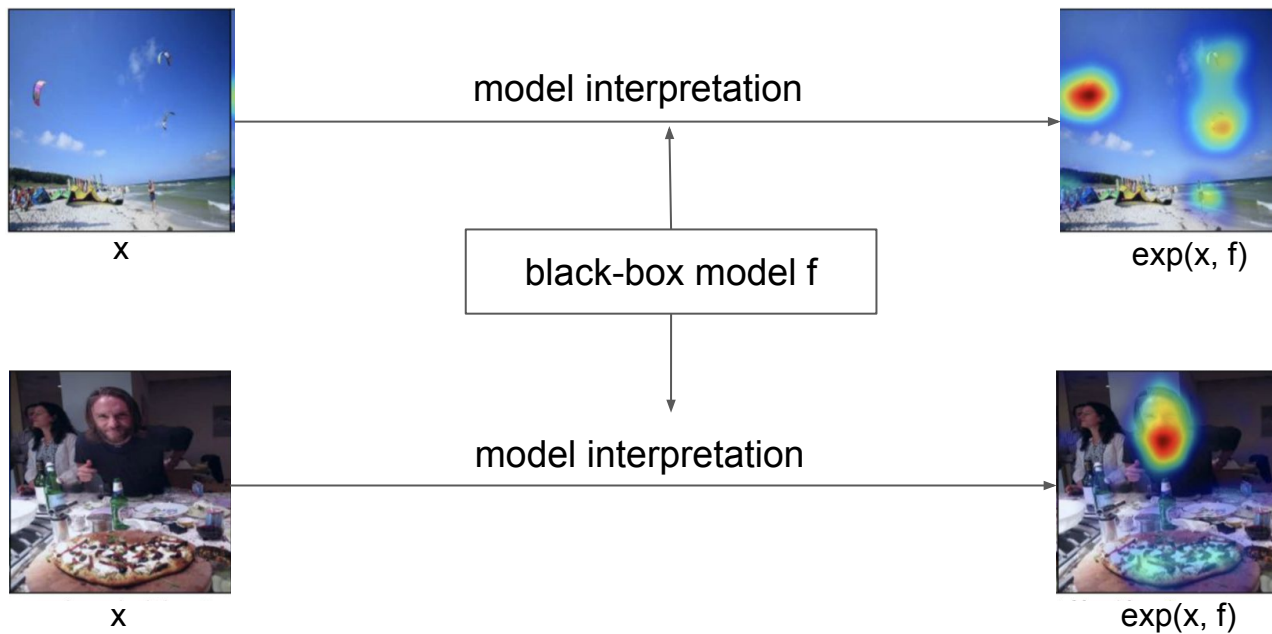 model interpretation
x
exp(x, f)
black-box model f
model interpretation
x
exp(x, f)